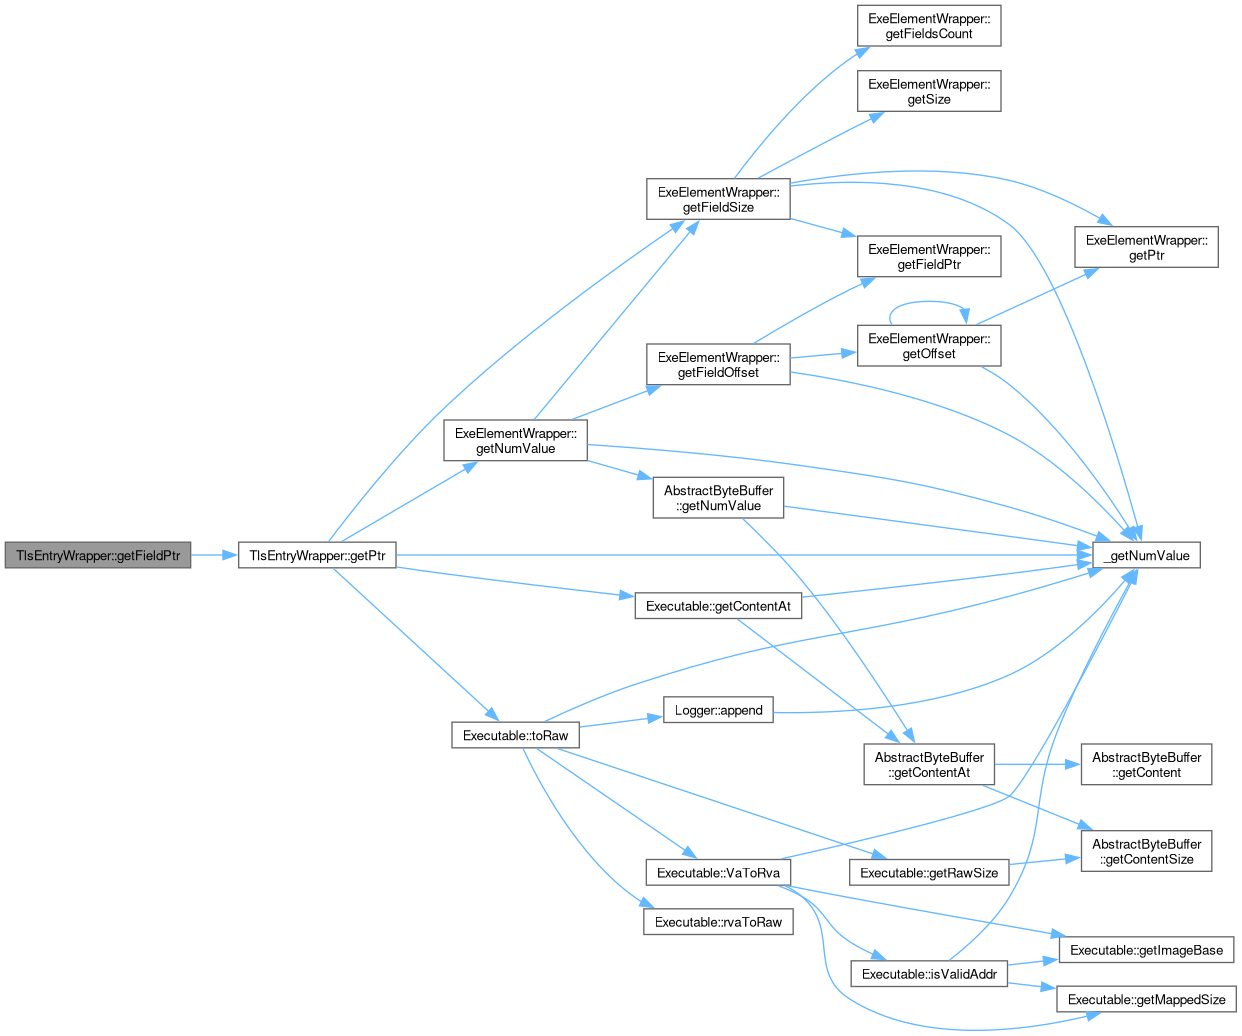 ExeElementWrapper::
getFieldsCount
ExeElementWrapper::
getSize
ExeElementWrapper::
getFieldSize
ExeElementWrapper::
getPtr
ExeElementWrapper::
getFieldPtr
ExeElementWrapper::
getOffset
ExeElementWrapper::
getFieldOffset
ExeElementWrapper::
getNumValue
AbstractByteBuffer
::getNumValue
TlsEntryWrapper::getFieldPtr
TlsEntryWrapper::getPtr
_getNumValue
Executable::getContentAt
Logger::append
Executable::toRaw
AbstractByteBuffer
::getContentAt
AbstractByteBuffer
::getContent
AbstractByteBuffer
::getContentSize
Executable::VaToRva
Executable::getRawSize
Executable::rvaToRaw
Executable::getImageBase
Executable::isValidAddr
Executable::getMappedSize